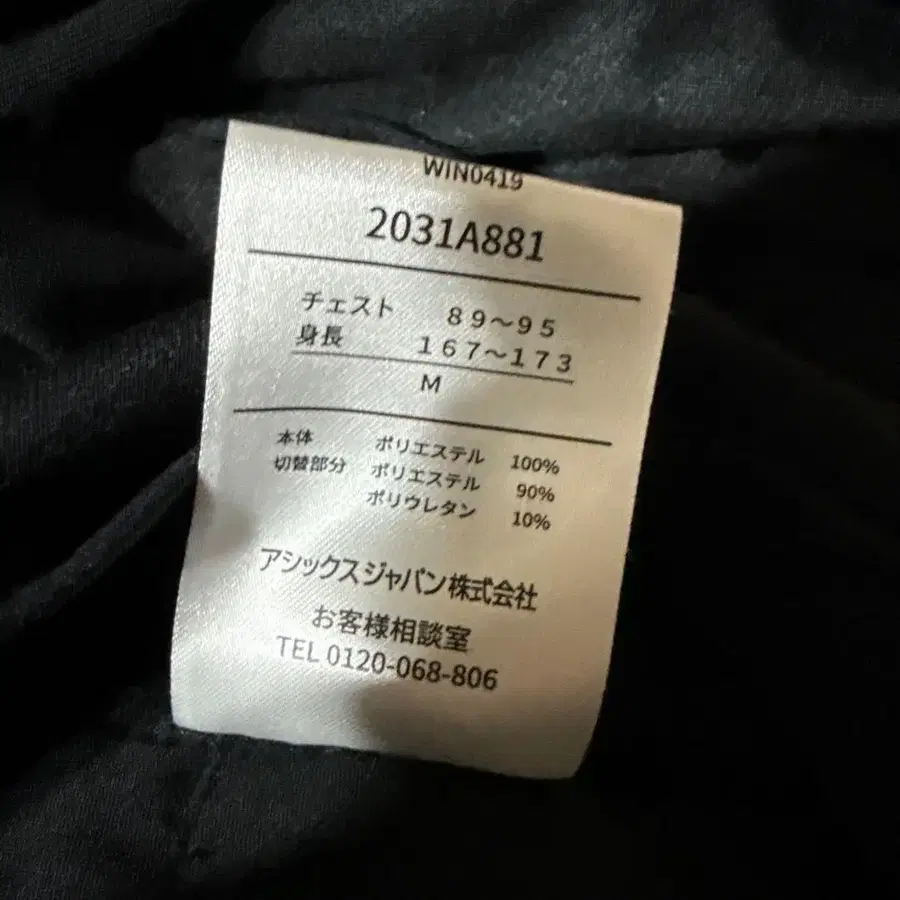 WIN0419
2031A881
チェスト 89～95
身長 167～173
M
本体 ポリエステル 100%
切替部分 ポリエステル 90%
ポリウレタン 10%
アシックスジャパン株式会社
お客様相談室
TEL 0120-068-806